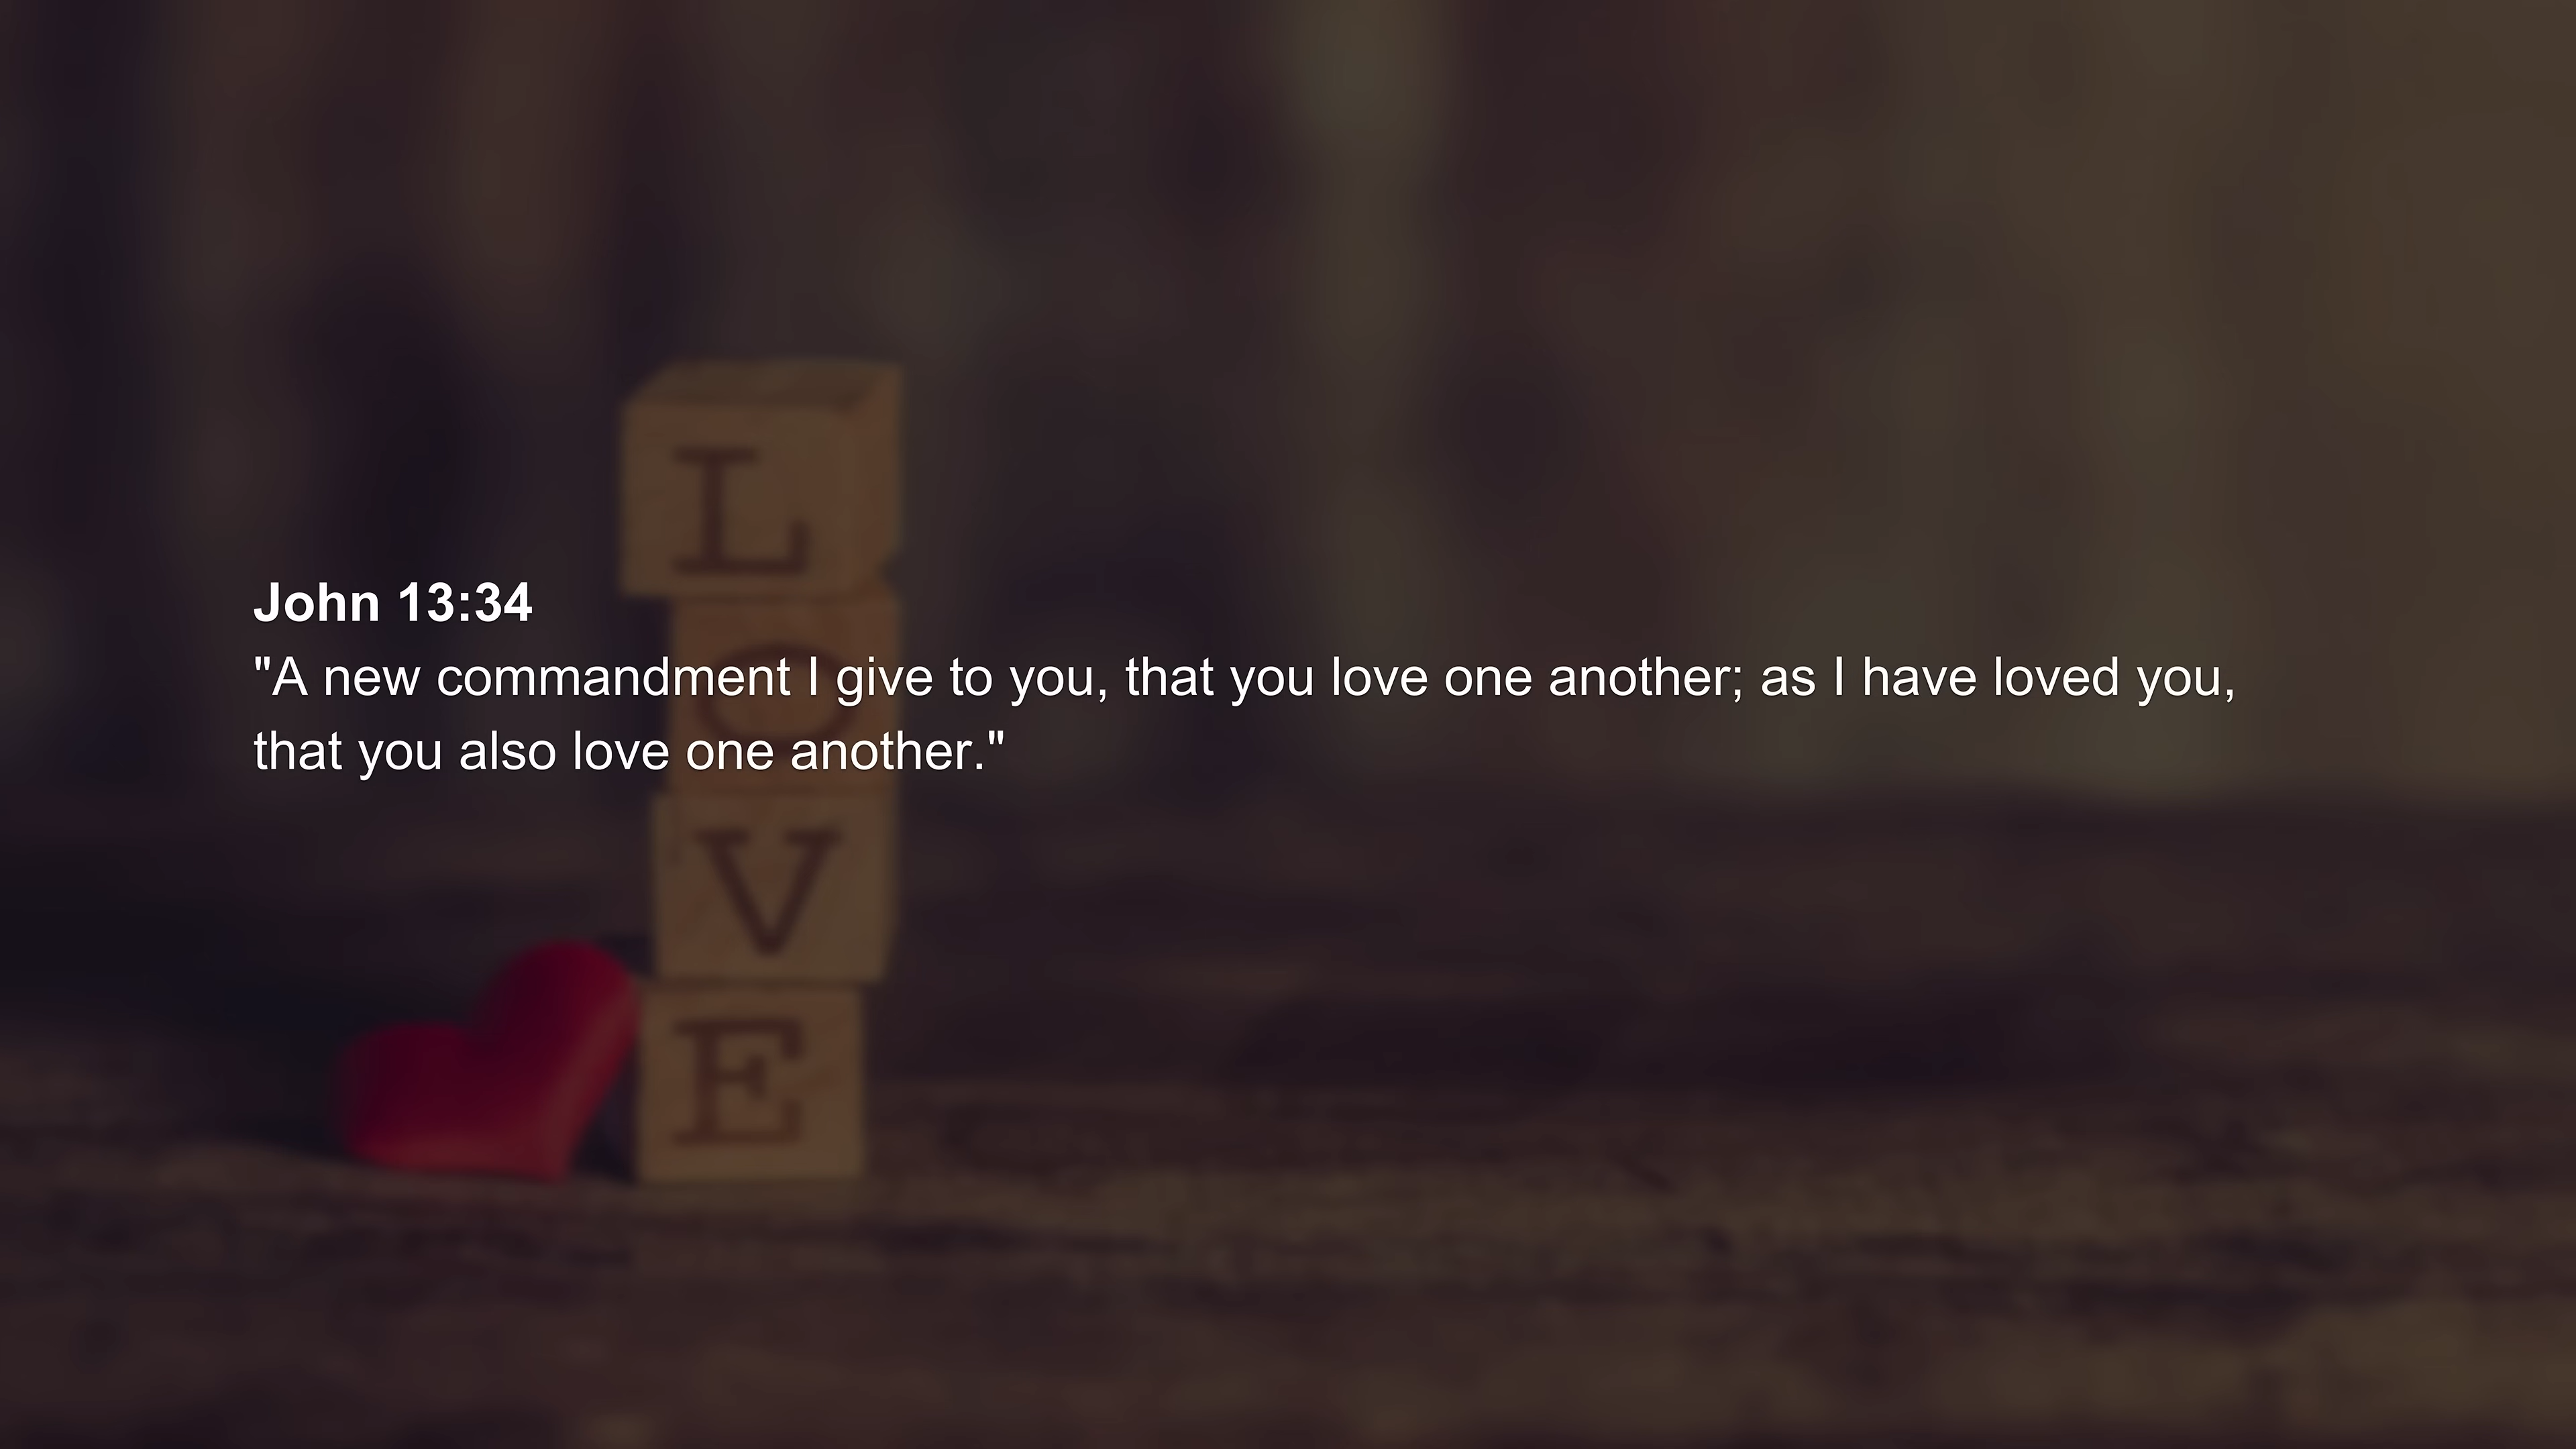 L
John 13:34
"A new commandment I give to you, that you love one another; as I have loved you,
O
that you also love one another."
V
E